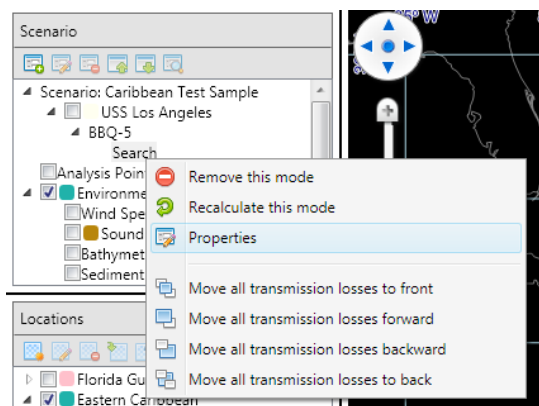 Scenario
Scenario: Caribbean Test Sample
USS Los Angeles
BBQ-5
Search
Analysis Poin
Environme
Wind Spe
Sound
Bathymet
Sediment
Remove this mode
Recalculate this mode
Properties
Move all transmission losses to front
Move all transmission losses forward
Move all transmission losses backward
Move all transmission losses to back
Locations
Florida Gu
Eastern Caribbean